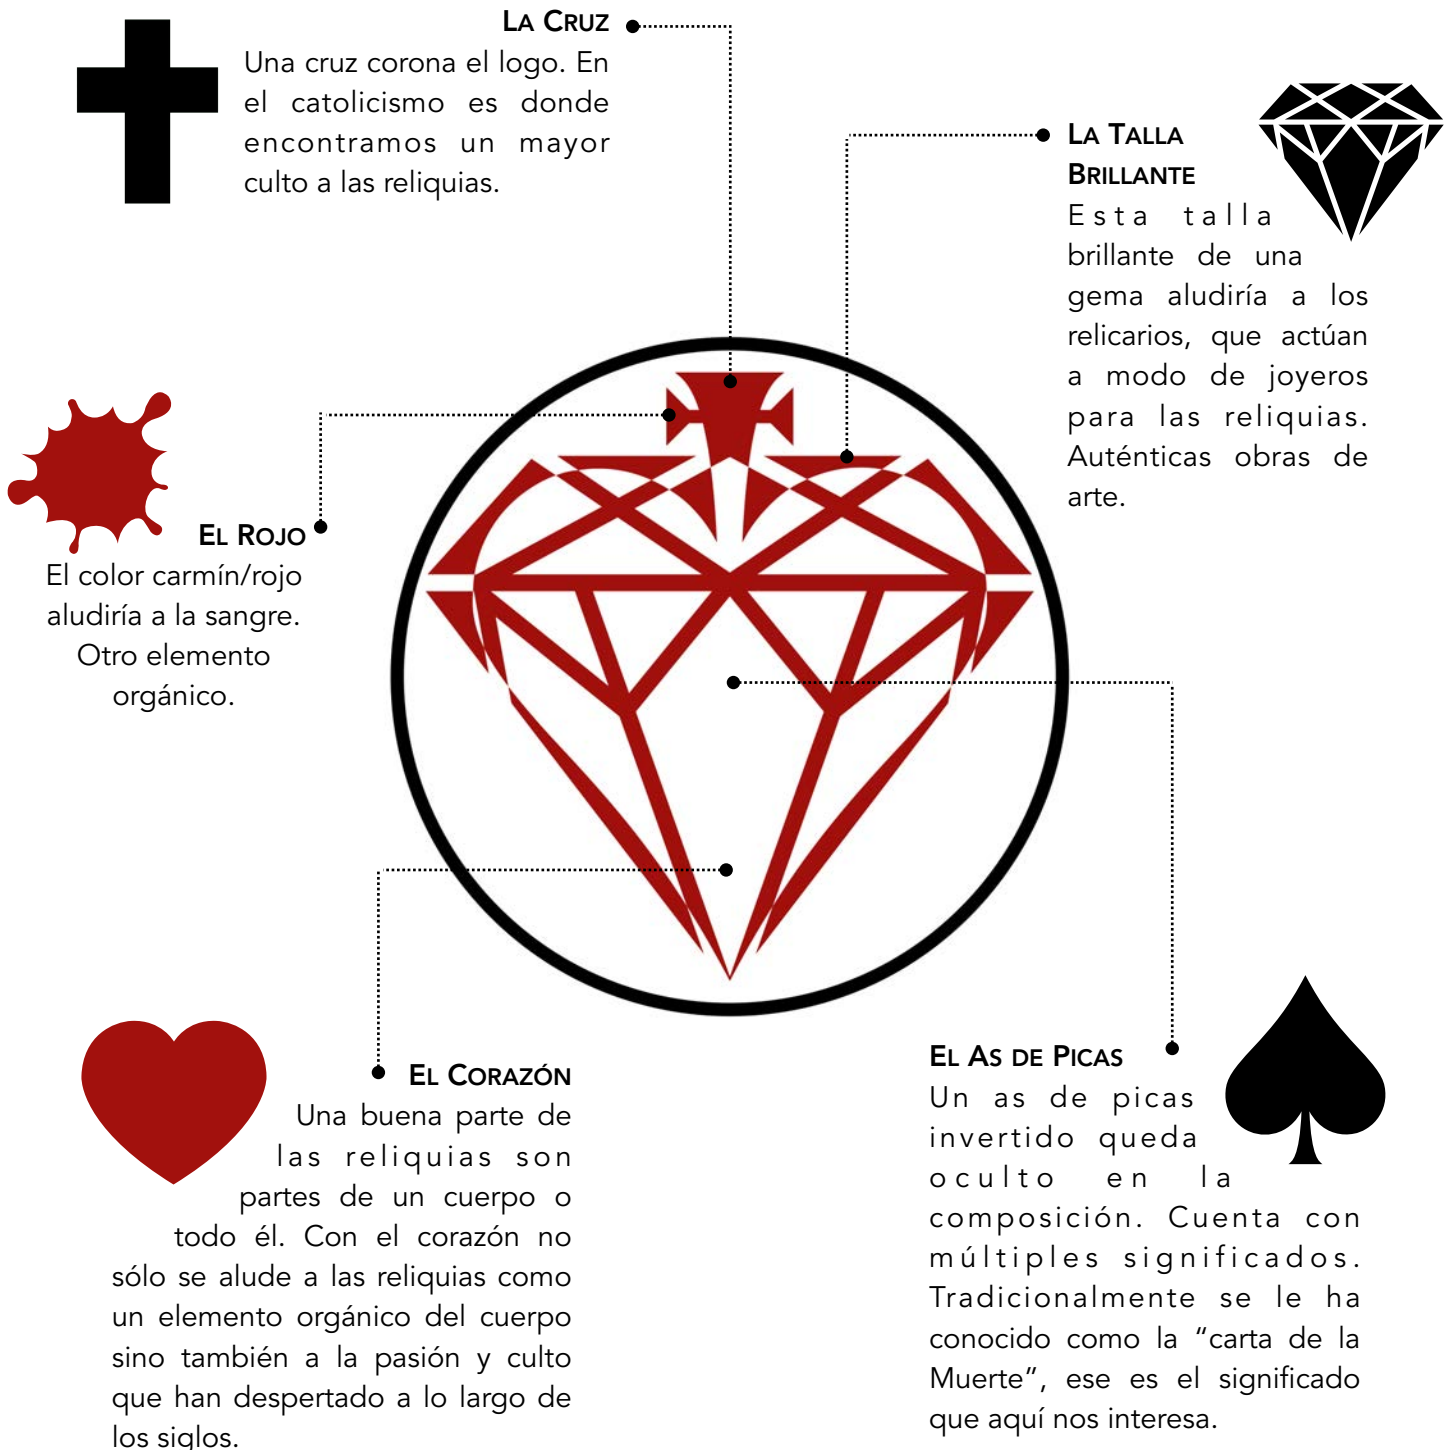 LA CRUZ
Una cruz corona el logo. En
el catolicismo es donde
encontramos un mayor
culto a las reliquias.
LA TALLA
BRILLANTE
Esta talla
brillante de una
gema aludiría a los
relicarios, que actúan
a modo de joyeros
para las reliquias.
Auténticas obras de
arte.
EL ROJO
El color carmín/rojo
aludiría a la sangre.
Otro elemento
orgánico.
EL CORAZÓN
Una buena parte de
las reliquias son
partes de un cuerpo o
todo él. Con el corazón no
sólo se alude a las reliquias como
un elemento orgánico del cuerpo
sino también a la pasión y culto
que han despertado a lo largo de
los siglos.
EL AS DE PICAS
Un as de picas
invertido queda
oculto en la
composición. Cuenta con
múltiples significados.
Tradicionalmente se le ha
conocido como la “carta de la
Muerte”, ese es el significado
que aquí nos interesa.